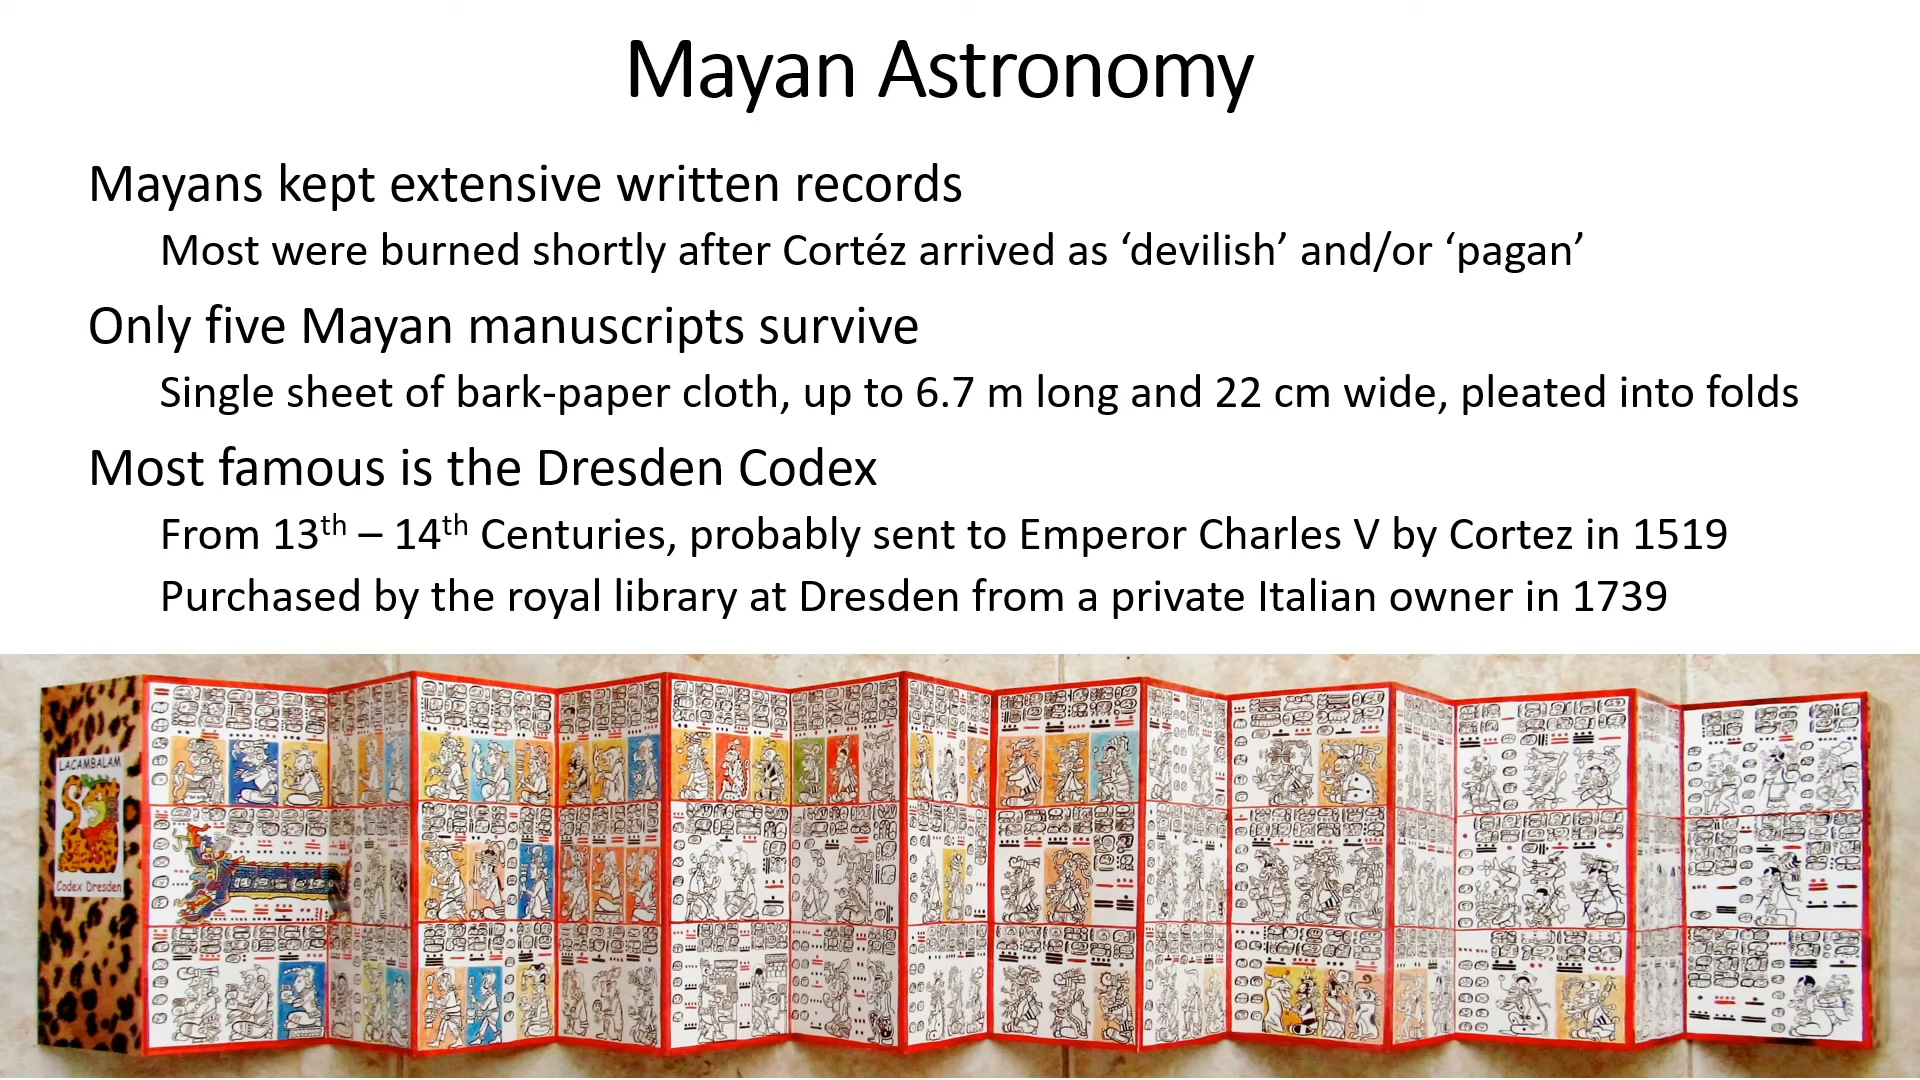 Mayan Astronomy
Mayans kept extensive written records
Most were burned shortly after Cortéz arrived as ‘devilish’ and/or ‘pagan’
Only five Mayan manuscripts survive
Single sheet of bark-paper cloth, up to 6.7 m long and 22 cm wide, pleated into folds
Most famous is the Dresden Codex
From 13th – 14th Centuries, probably sent to Emperor Charles V by Cortez in 1519
Purchased by the royal library at Dresden from a private Italian owner in 1739
LACAMBALAM
Codex Dresden